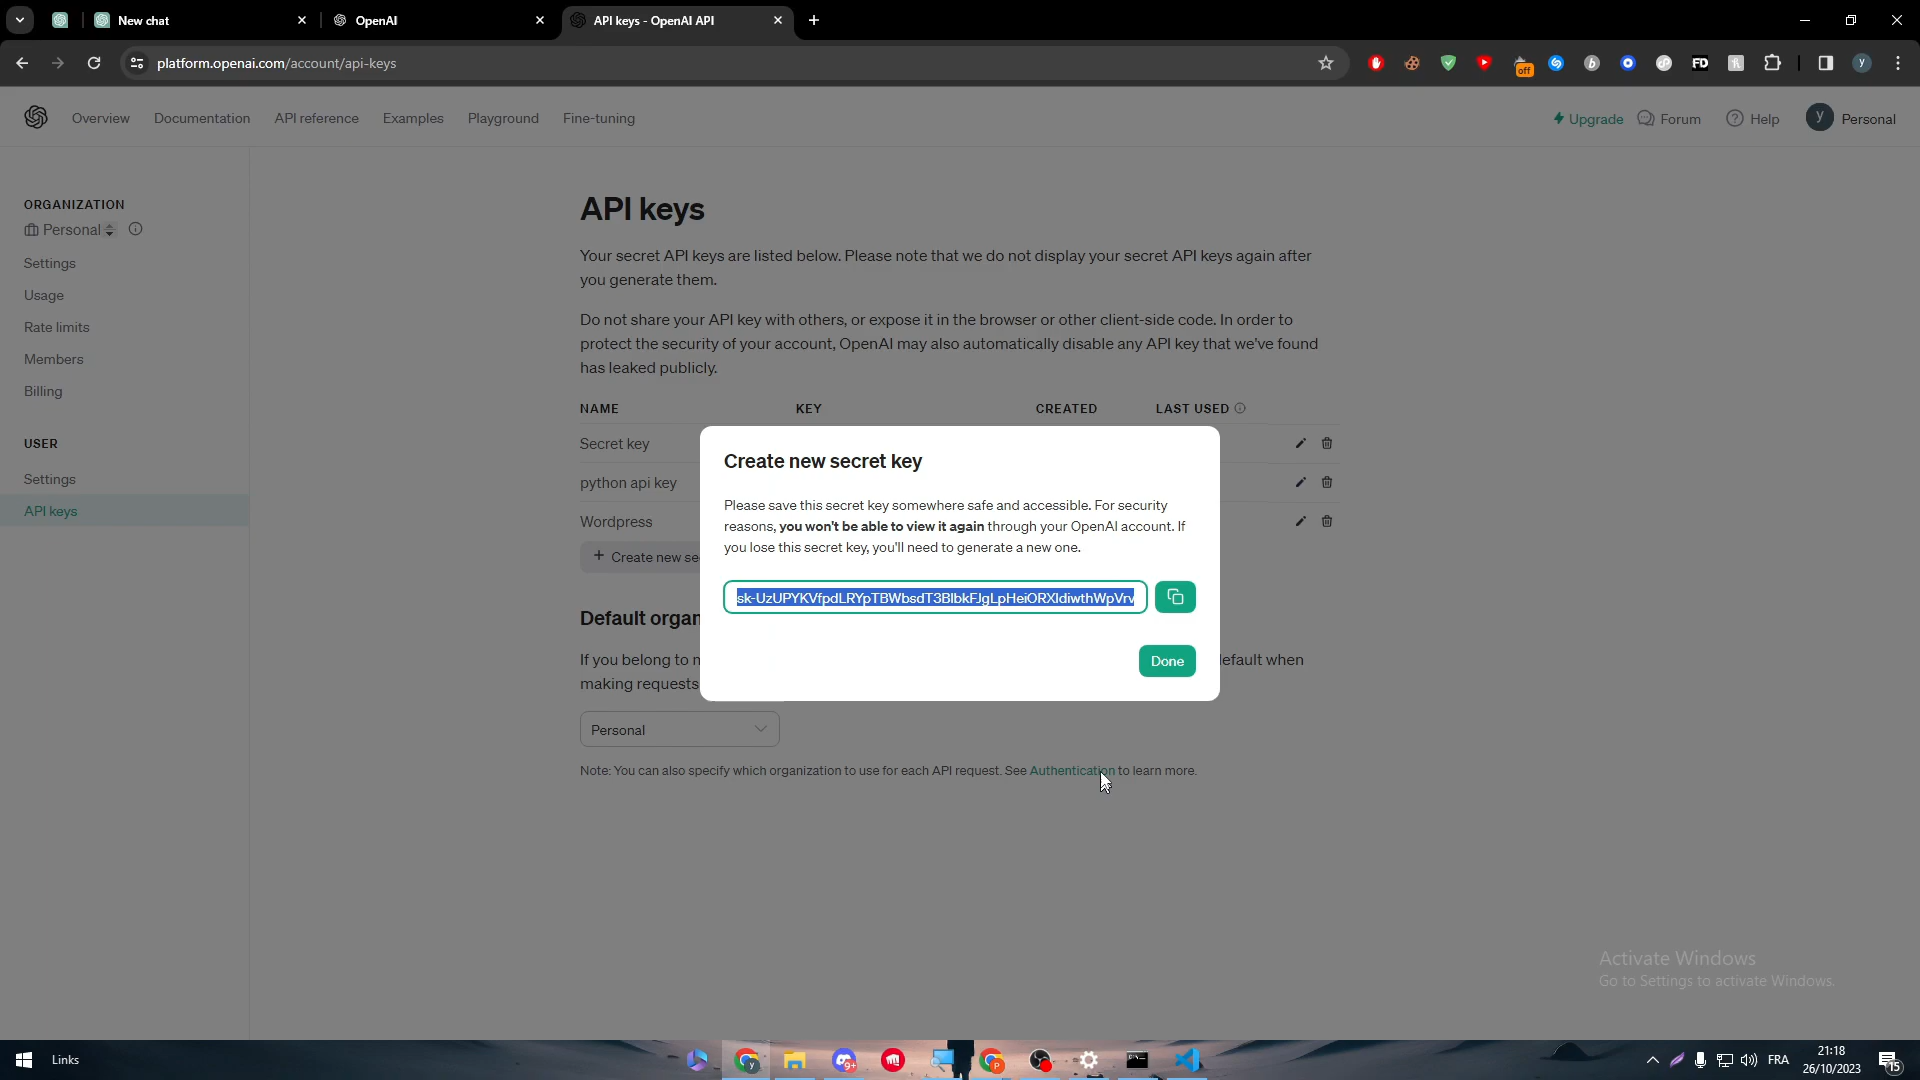 New chat
OpenAI
API keys - OpenAI API
platform.openai.com/account/api-keys
off
b
FD
y
Overview
Documentation
API reference
Examples
Playground
Fine-tuning
Upgrade
Forum
Help
y
Personal
ORGANIZATION
Personal
Settings
Usage
Rate limits
Members
Billing
USER
Settings
API keys
API keys
Your secret API keys are listed below. Please note that we do not display your secret API keys again after
you generate them.
Do not share your API key with others, or expose it in the browser or other client-side code. In order to
protect the security of your account, OpenAI may also automatically disable any API key that we've found
has leaked publicly.
NAME KEY CREATED LAST USED
Secret key
python api key
Wordpress
+ Create new se
Create new secret key
Please save this secret key somewhere safe and accessible. For security
reasons, you won't be able to view it again through your OpenAI account. If
you lose this secret key, you'll need to generate a new one.
Done
Default organ
If you belong to m
efault when
making requests
Personal
Note: You can also specify which organization to use for each API request. See Authentication to learn more.
Activate Windows
Go to Settings to activate Windows.
Links
y
9+
P
FRA
21:18
26/10/2023
15